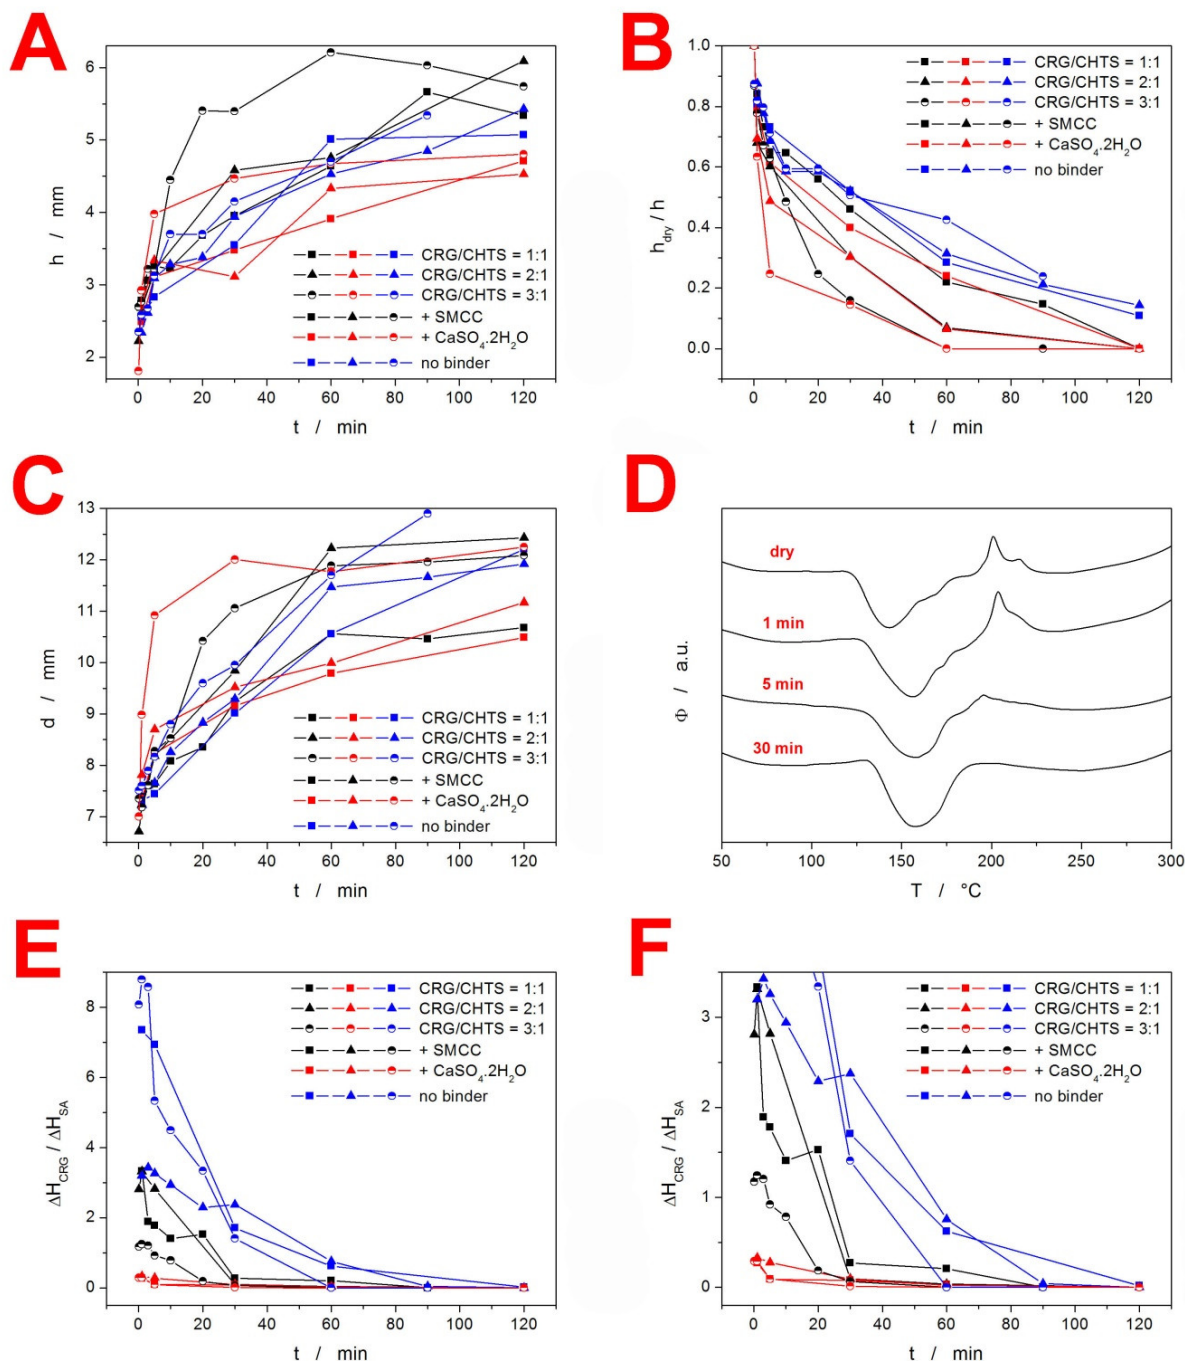 A
h / mm
6
5
4
3
2
CRG/CHTS = 1:1
CRG/CHTS = 2:1
CRG/CHTS = 3:1
+ SMCC
+ CaSO₄.2H₂O
no binder
0 20 40 60 80 100 120
t / min
B
h_dry / h
1.0
0.8
0.6
0.4
0.2
0.0
CRG/CHTS = 1:1
CRG/CHTS = 2:1
CRG/CHTS = 3:1
+ SMCC
+ CaSO₄.2H₂O
no binder
0 20 40 60 80 100 120
t / min
C
d / mm
13
12
11
10
9
8
7
CRG/CHTS = 1:1
CRG/CHTS = 2:1
CRG/CHTS = 3:1
+ SMCC
+ CaSO₄.2H₂O
no binder
0 20 40 60 80 100 120
t / min
D
Φ / a.u.
dry
1 min
5 min
30 min
50 100 150 200 250 300
T / °C
E
ΔH_CRG / ΔH_SA
8
6
4
2
0
CRG/CHTS = 1:1
CRG/CHTS = 2:1
CRG/CHTS = 3:1
+ SMCC
+ CaSO₄.2H₂O
no binder
0 20 40 60 80 100 120
t / min
F
ΔH_CRG / ΔH_SA
3
2
1
0
CRG/CHTS = 1:1
CRG/CHTS = 2:1
CRG/CHTS = 3:1
+ SMCC
+ CaSO₄.2H₂O
no binder
0 20 40 60 80 100 120
t / min